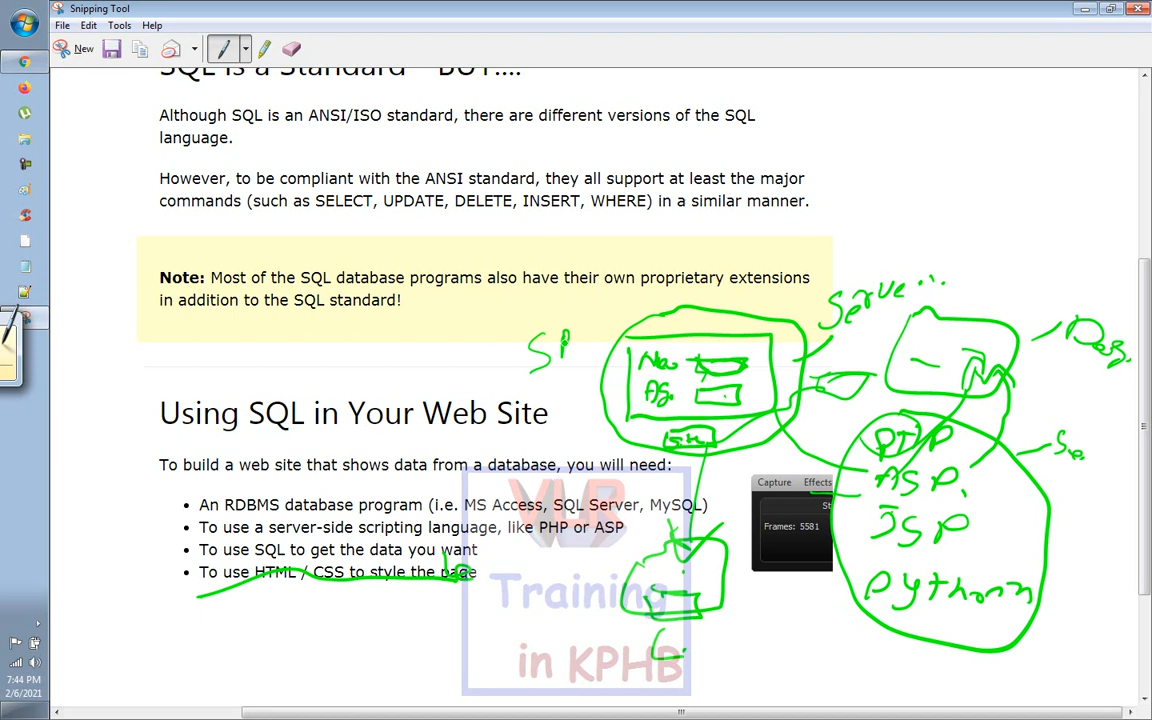 Snipping Tool
File Edit Tools Help
New
SQL is a Standard - BUT....
Although SQL is an ANSI/ISO standard, there are different versions of the SQL
language.
However, to be compliant with the ANSI standard, they all support at least the major
commands (such as SELECT, UPDATE, DELETE, INSERT, WHERE) in a similar manner.
Note: Most of the SQL database programs also have their own proprietary extensions
in addition to the SQL standard!
Serve
Using SQL in Your Web Site
PHP
ASP
JSP
Python
To build a web site that shows data from a database, you will need:
An RDBMS database program (i.e. MS Access, SQL Server, MySQL)
To use a server-side scripting language, like PHP or ASP
To use SQL to get the data you want
To use HTML / CSS to style the page
Capture Effects
St
Frames: 5581
VLR
Training
in KPHB
7:44 PM
2/6/2021